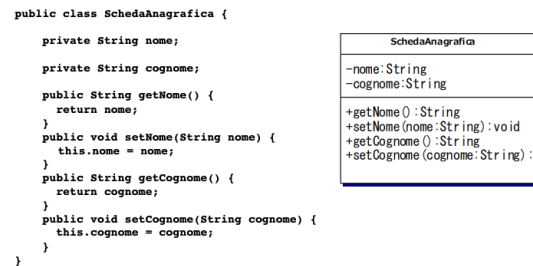 public class SchedaAnagrafica {
private String nome;
private String cognome;
public String getNome() {
return nome;
}
public void setNome(String nome) {
this.nome = nome;
}
public String getCognome() {
return cognome;
}
public void setCognome(String cognome) {
this.cognome = cognome;
}
}
SchedaAnagrafica
-nome:String
-cognome:String
+getNome():String
+setNome(nome:String):void
+getCognome():String
+setCognome(cognome:String):